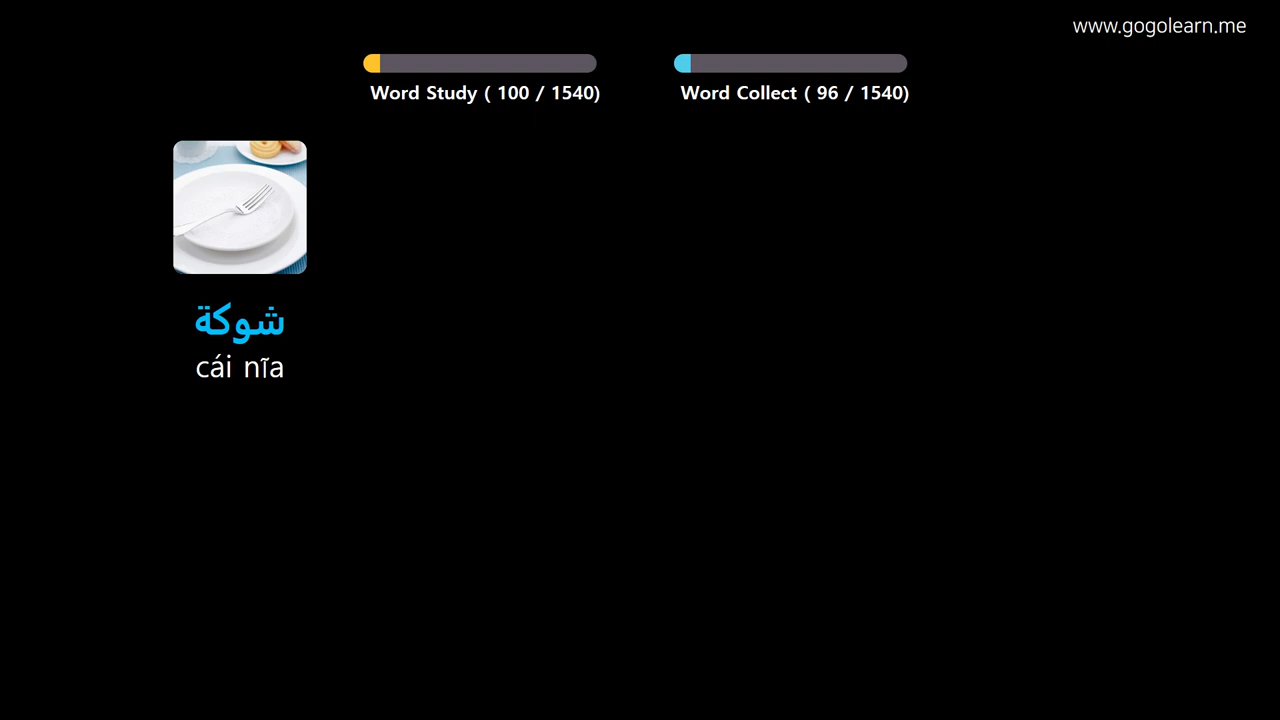 www.gogolearn.me
Word Study ( 100 / 1540)
Word Collect ( 96 / 1540)
شوكة
cái nĩa